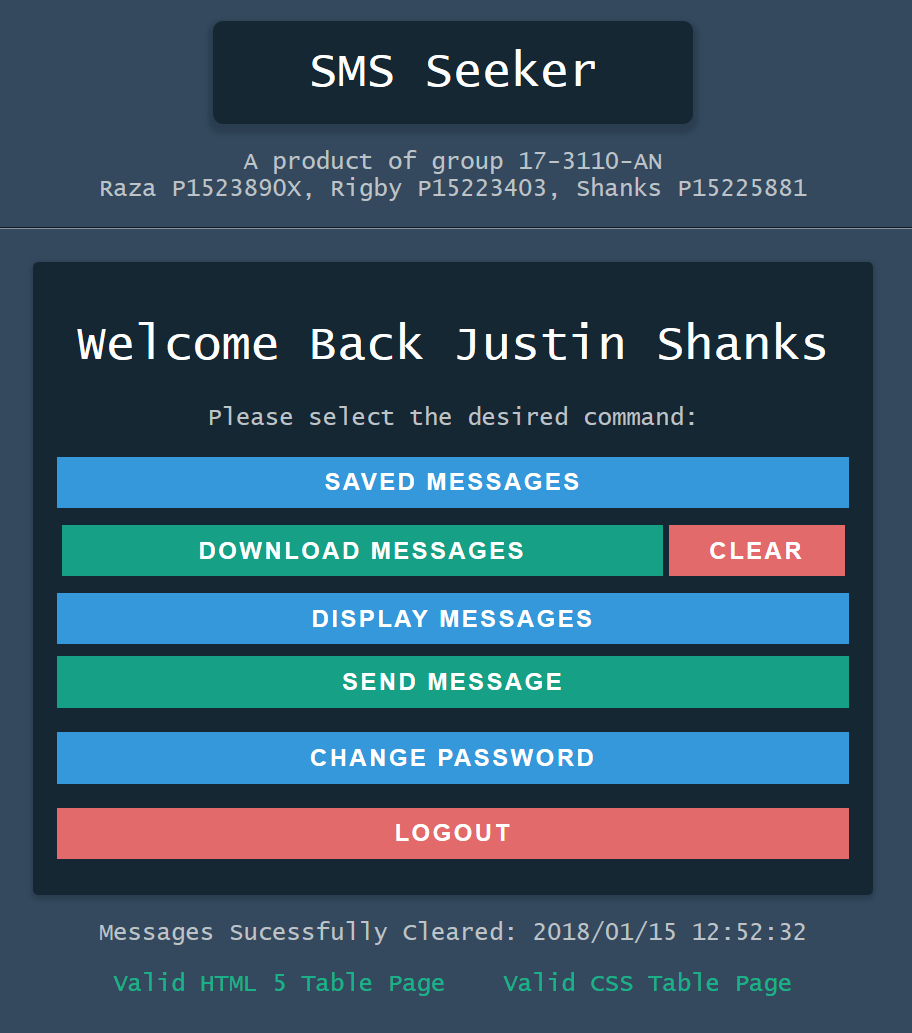 SMS Seeker
A product of group 17-3110-AN
Raza P1523890X, Rigby P15223403, Shanks P15225881
Welcome Back Justin Shanks
Please select the desired command:
SAVED MESSAGES
DOWNLOAD MESSAGES CLEAR
DISPLAY MESSAGES
SEND MESSAGE
CHANGE PASSWORD
LOGOUT
Messages Sucessfully Cleared: 2018/01/15 12:52:32
Valid HTML 5 Table Page Valid CSS Table Page